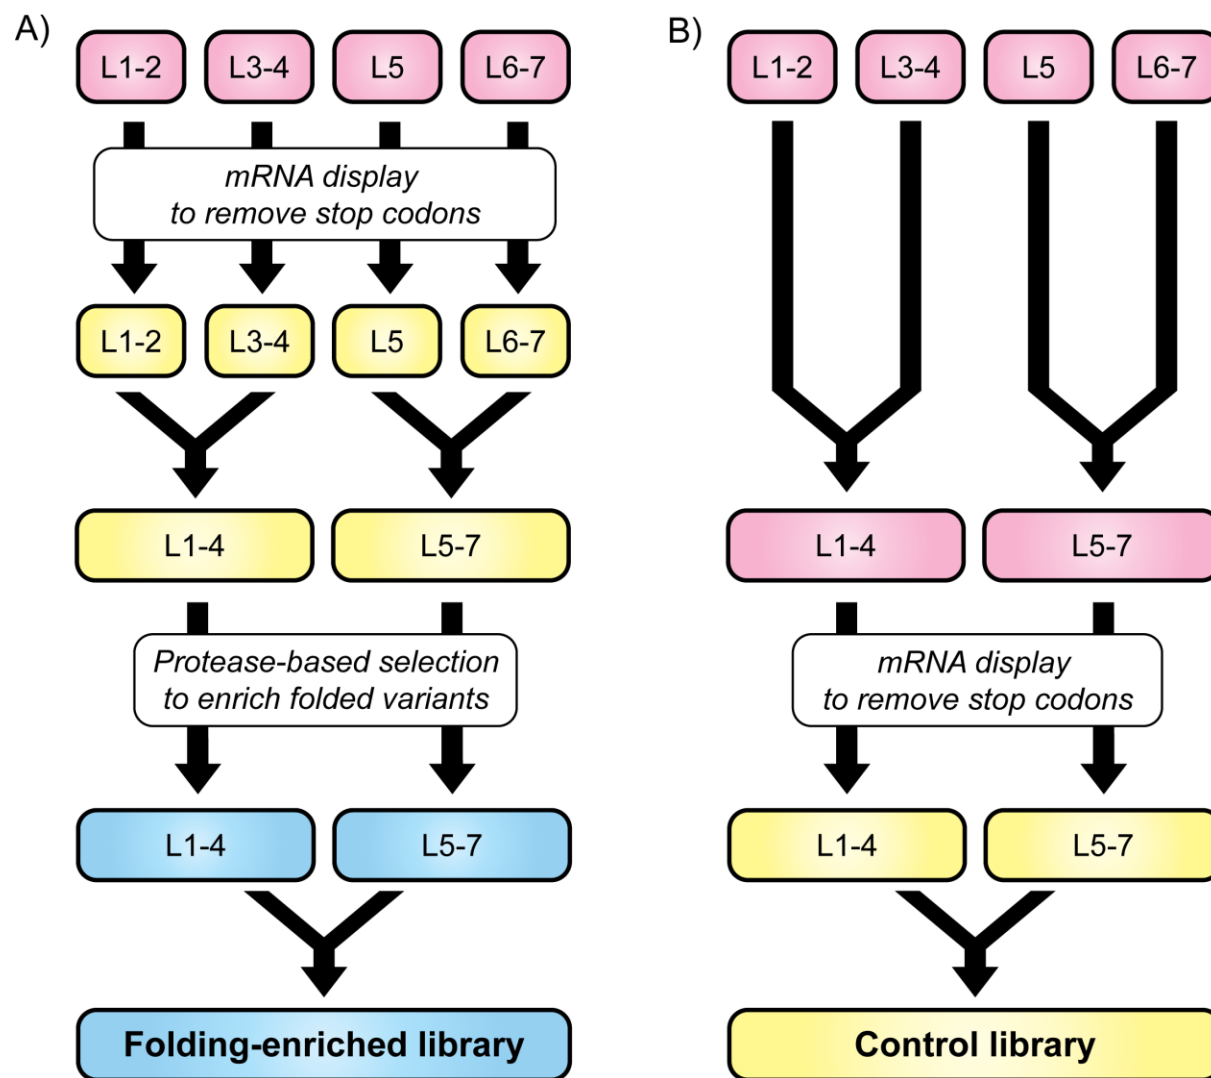 A)
L1-2 L3-4 L5 L6-7
mRNA display
to remove stop codons
L1-2 L3-4 L5 L6-7
L1-4 L5-7
Protease-based selection
to enrich folded variants
L1-4 L5-7
Folding-enriched library
B)
L1-2 L3-4 L5 L6-7
L1-4 L5-7
mRNA display
to remove stop codons
L1-4 L5-7
Control library